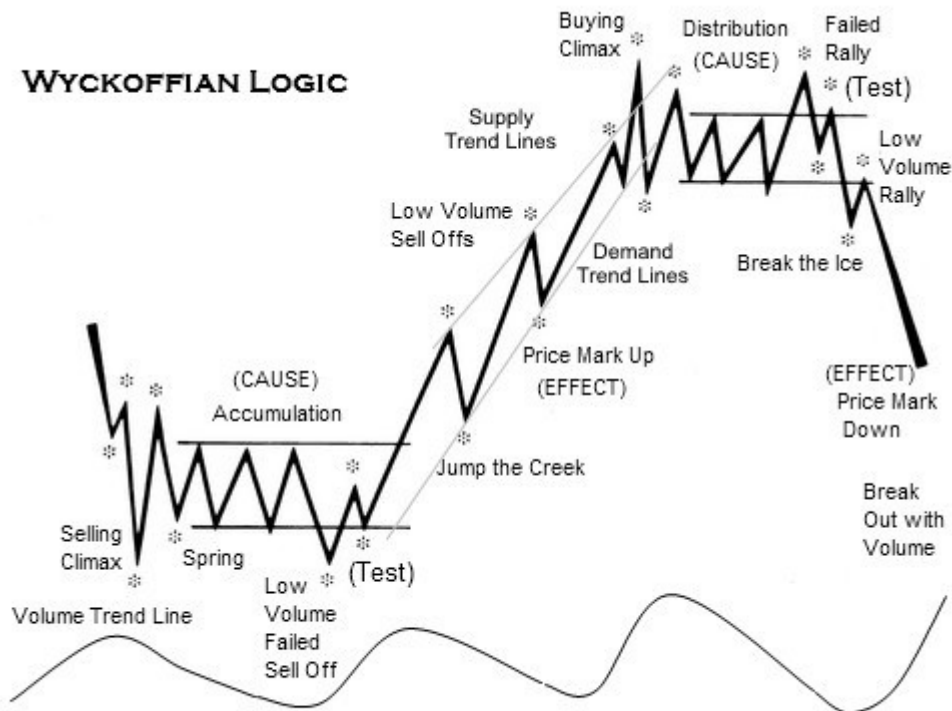 WYCKOFFIAN LOGIC
Buying
Climax
Distribution
(CAUSE)
Failed
Rally
(Test)
Supply
Trend Lines
Low
Volume
Rally
Low Volume
Sell Offs
Demand
Trend Lines
Break the Ice
Price Mark Up
(EFFECT)
(EFFECT)
Price Mark
Down
(CAUSE)
Accumulation
Jump the Creek
Break
Out with
Volume
Selling
Climax
Spring
(Test)
Low
Volume
Failed
Sell Off
Volume Trend Line